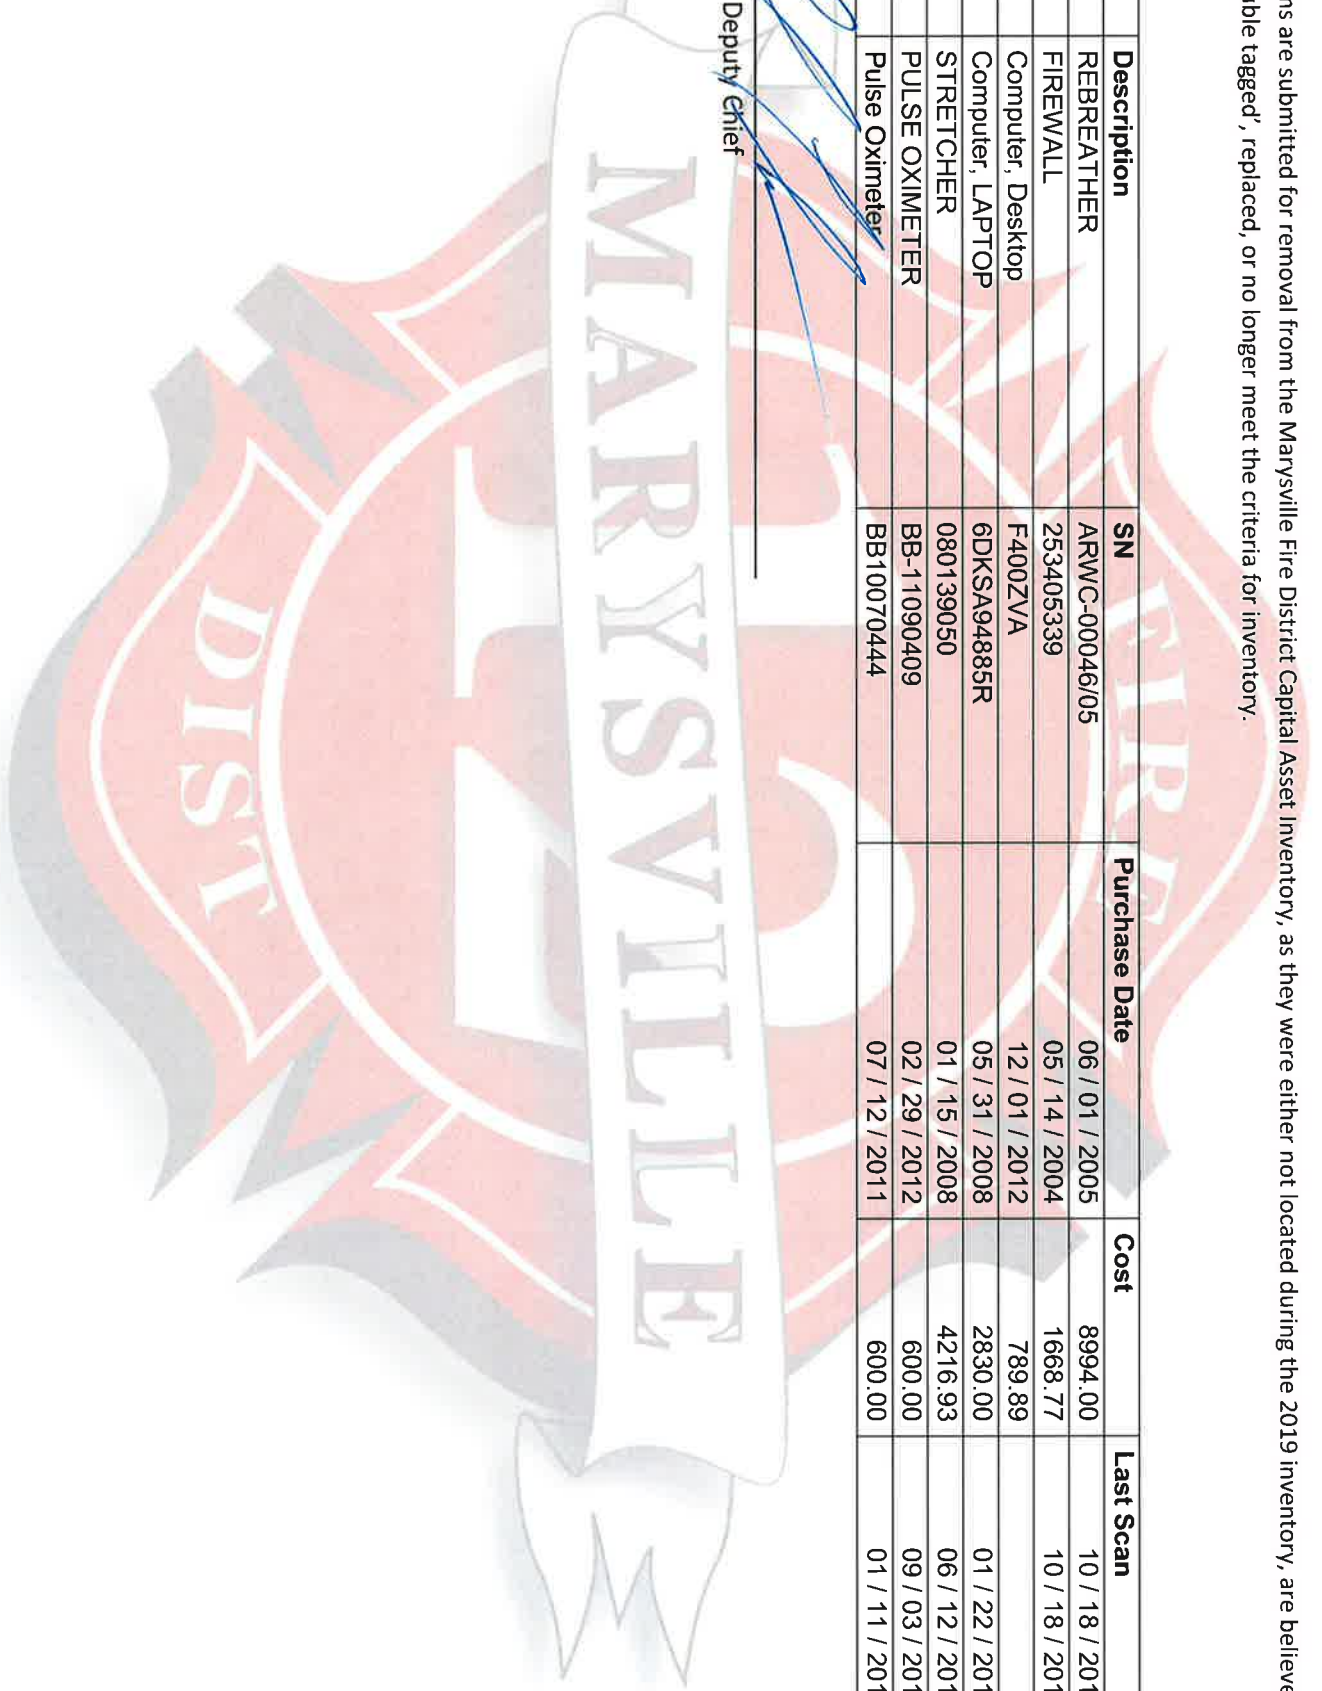 ns are submitted for removal from the Marysville Fire District Capital Asset Inventory, as they were either not located during the 2019 inventory, are believe
able tagged', replaced, or no longer meet the criteria for inventory.
Description SN Purchase Date Cost Last Scan
REBREATHER ARWC-00046/05 06 / 01 / 2005 8994.00 10 / 18 / 201
FIREWALL 253405339 05 / 14 / 2004 1668.77 10 / 18 / 201
Computer, Desktop F400ZVA 12 / 01 / 2012 789.89
Computer, LAPTOP 6DKSA94885R 05 / 31 / 2008 2830.00 01 / 22 / 201
STRETCHER 080139050 01 / 15 / 2008 4216.93 06 / 12 / 201
PULSE OXIMETER BB-11090409 02 / 29 / 2012 600.00 09 / 03 / 201
Pulse Oximeter BB10070444 07 / 12 / 2011 600.00 01 / 11 / 201
Deputy Chief
FIRE
MARYSVILLE
DIST